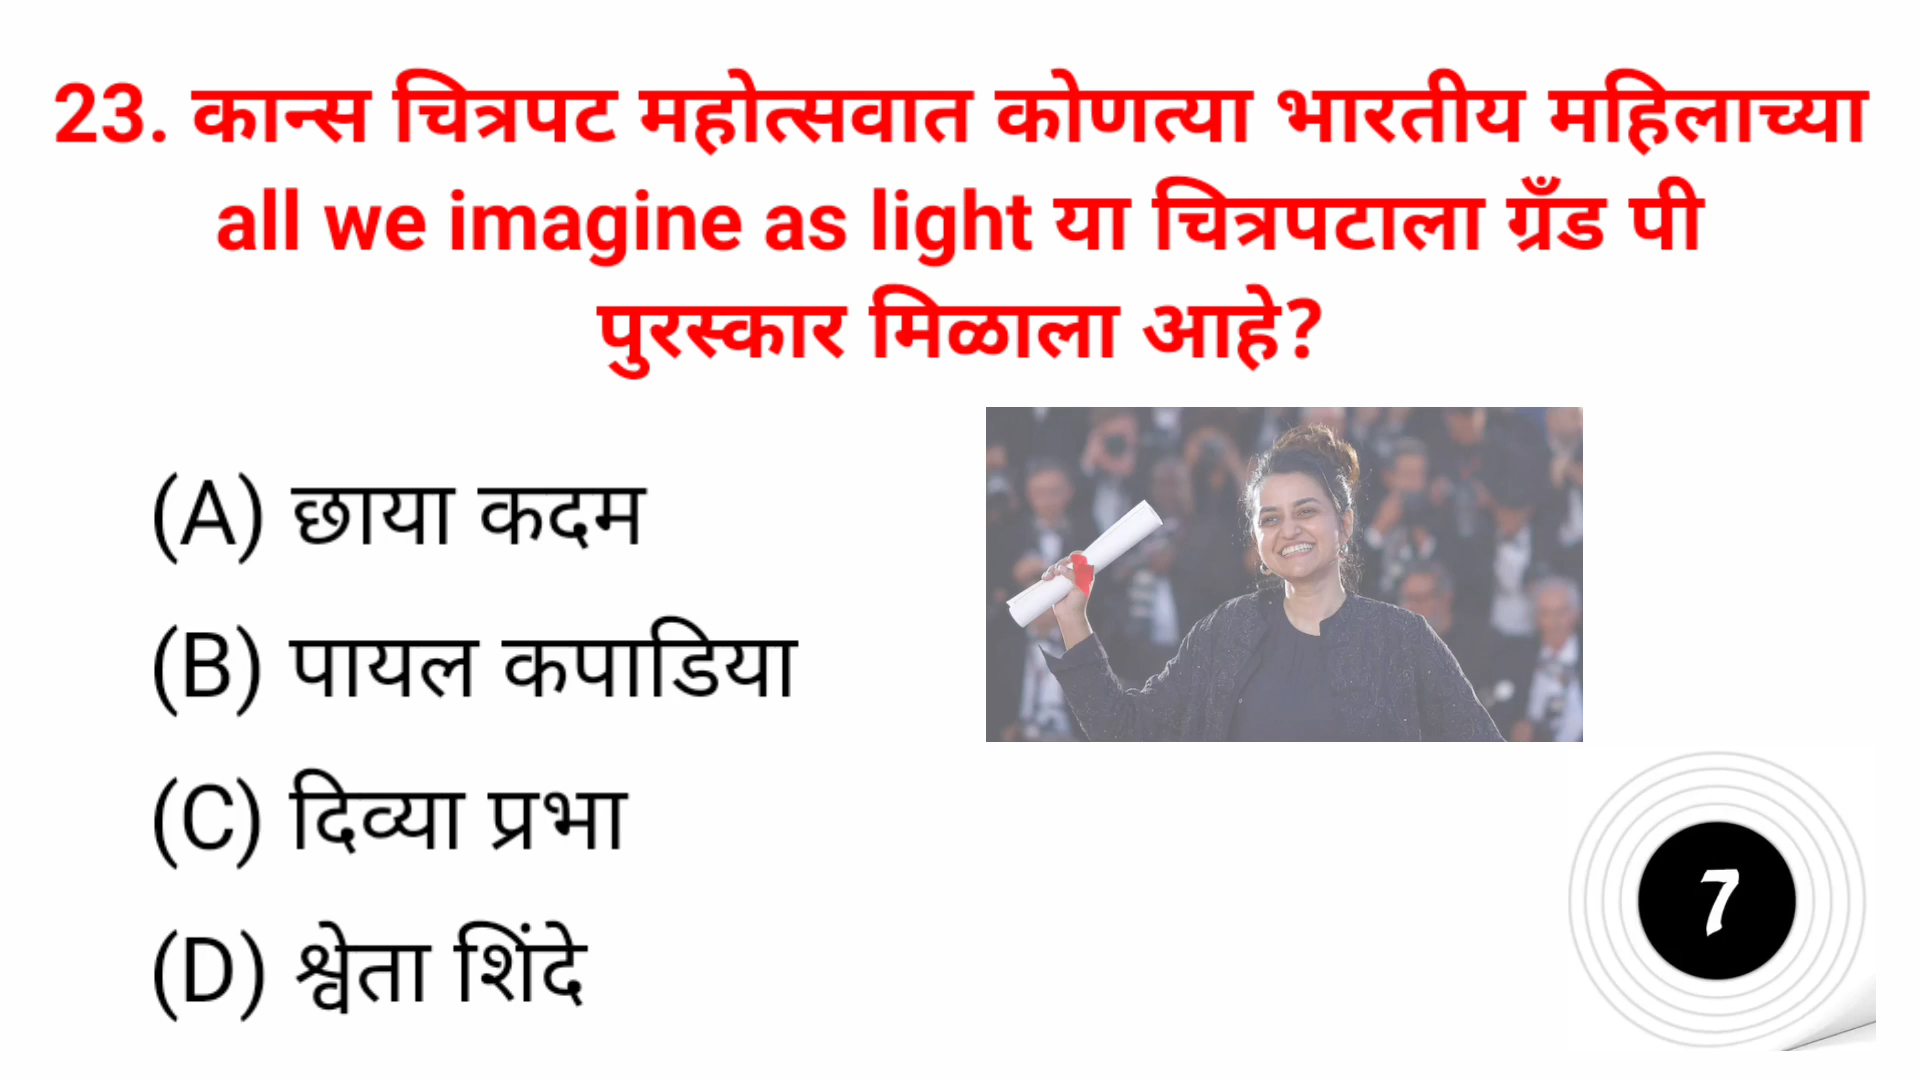 23. कान्स चित्रपट महोत्सवात कोणत्या भारतीय महिलाच्या
all we imagine as light या चित्रपटाला ग्रँड पी
पुरस्कार मिळाला आहे?
(A) छाया कदम
(B) पायल कपाडिया
(C) दिव्या प्रभा
(D) श्वेता शिंदे
7